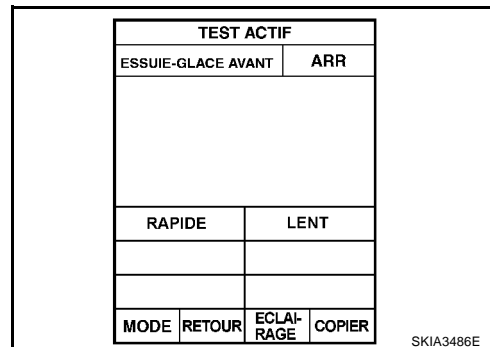 TEST ACTIF
ESSUIE-GLACE AVANT ARR
RAPIDE LENT
MODE RETOUR ECLAI-
RAGE COPIER
SKIA3486E